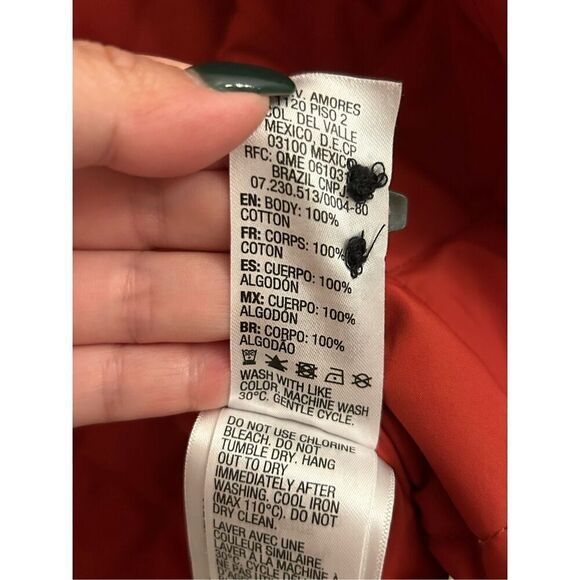 V. AMORES
1120 PISO 2
COL. DEL VALLE
MEXICO, D.F.CP
03100 MEXICO
RFC: QME 061031
BRAZIL CNPJ
07.230.513/0004-80
EN: BODY: 100%
COTTON
FR: CORPS: 100%
COTON
ES: CUERPO: 100%
ALGODÓN
MX: CUERPO: 100%
ALGODÓN
BR: CORPO: 100%
ALGODÃO
WASH WITH LIKE
COLOR. MACHINE WASH
30°C. GENTLE CYCLE.
DO NOT USE CHLORINE
BLEACH. DO NOT
TUMBLE DRY. HANG
OUT TO DRY
IMMEDIATELY AFTER
WASHING. COOL IRON
(MAX 110°C). DO NOT
DRY CLEAN.
LAVER AVEC UNE
COULEUR SIMILAIRE.
LAVER À LA MACHINE À
30°C CYCLE